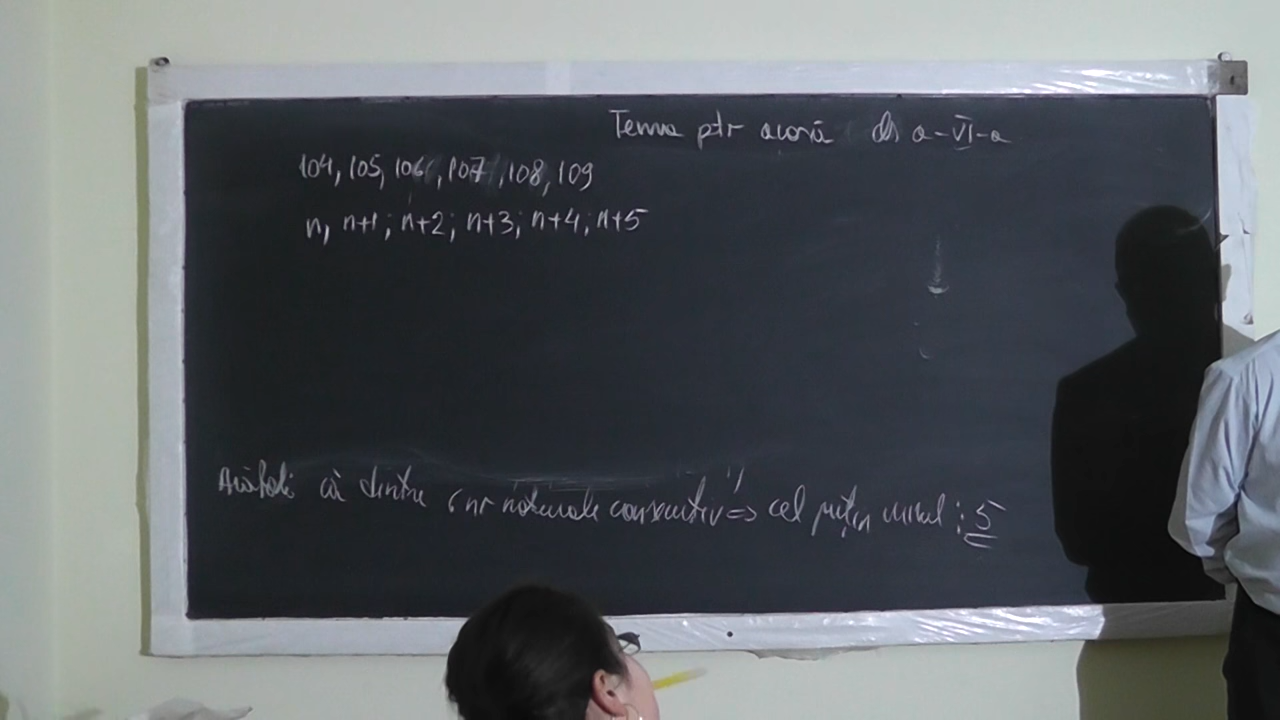 Tema ptr acasă cls a-VI-a
104, 105, 106, 107, 108, 109
n, n+1; n+2; n+3; n+4; n+5
Arătați că dintre 6 nr naturale consecutiv => cel puțin unul ⋮ 5